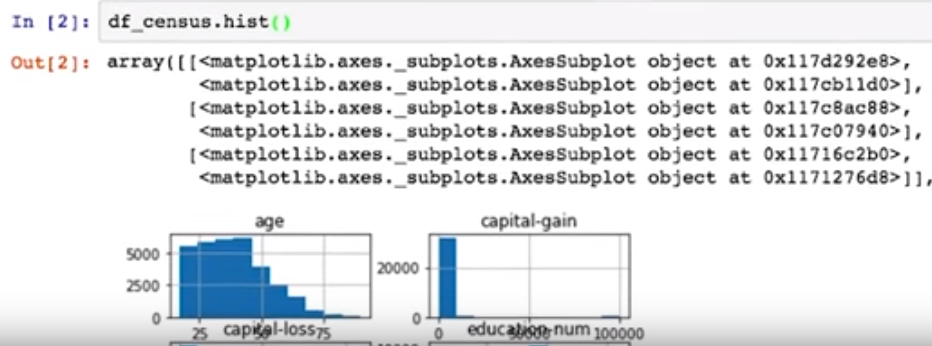 In [2]: df_census.hist()
Out[2]: array([[<matplotlib.axes._subplots.AxesSubplot object at 0x117d292e8>,
<matplotlib.axes._subplots.AxesSubplot object at 0x117cb11d0>],
[<matplotlib.axes._subplots.AxesSubplot object at 0x117c8ac88>,
<matplotlib.axes._subplots.AxesSubplot object at 0x117c07940>],
[<matplotlib.axes._subplots.AxesSubplot object at 0x11716c2b0>,
<matplotlib.axes._subplots.AxesSubplot object at 0x1171276d8>]],
age capital-gain
5000
2500
0
20000
0
25 50 75
0 50000 100000
capital-loss education-num